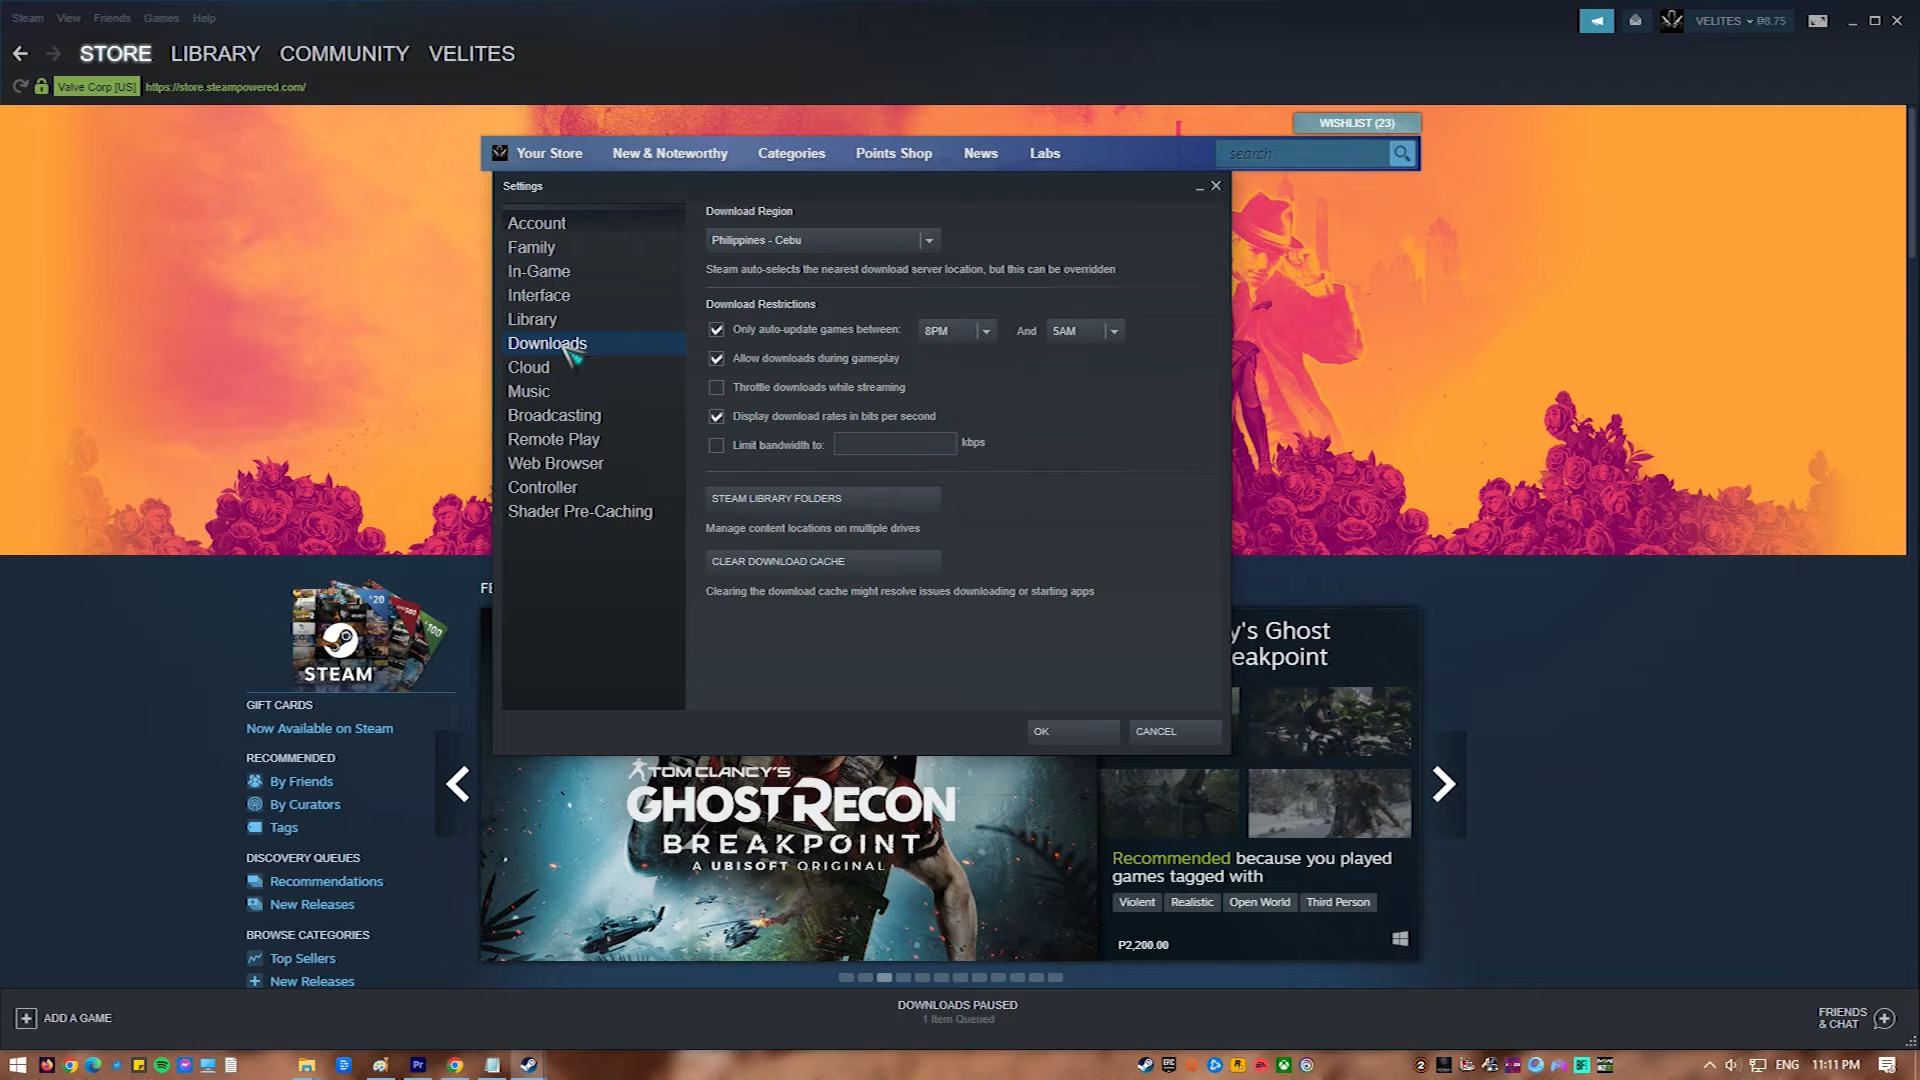 Steam View Friends Games Help
VELITES ₱8.75
STORE LIBRARY COMMUNITY VELITES
Valve Corp [US] https://store.steampowered.com/
WISHLIST (23)
Your Store New & Noteworthy Categories Points Shop News Labs search
Settings
Account
Family
In-Game
Interface
Library
Downloads
Cloud
Music
Broadcasting
Remote Play
Web Browser
Controller
Shader Pre-Caching
Download Region
Philippines - Cebu
Steam auto-selects the nearest download server location, but this can be overridden
Download Restrictions
Only auto-update games between: 8PM And 5AM
Allow downloads during gameplay
Throttle downloads while streaming
Display download rates in bits per second
Limit bandwidth to: kbps
STEAM LIBRARY FOLDERS
Manage content locations on multiple drives
CLEAR DOWNLOAD CACHE
Clearing the download cache might resolve issues downloading or starting apps
OK CANCEL
$20
$100
STEAM
GIFT CARDS
Now Available on Steam
RECOMMENDED
By Friends
By Curators
Tags
DISCOVERY QUEUES
Recommendations
New Releases
BROWSE CATEGORIES
Top Sellers
New Releases
FE
y's Ghost
eakpoint
TOM CLANCY'S
GHOST RECON
BREAKPOINT
A UBISOFT ORIGINAL
Recommended because you played
games tagged with
Violent Realistic Open World Third Person
P2,200.00
ADD A GAME
DOWNLOADS PAUSED
1 Item Queued
FRIENDS
& CHAT
Pr
ENG 11:11 PM